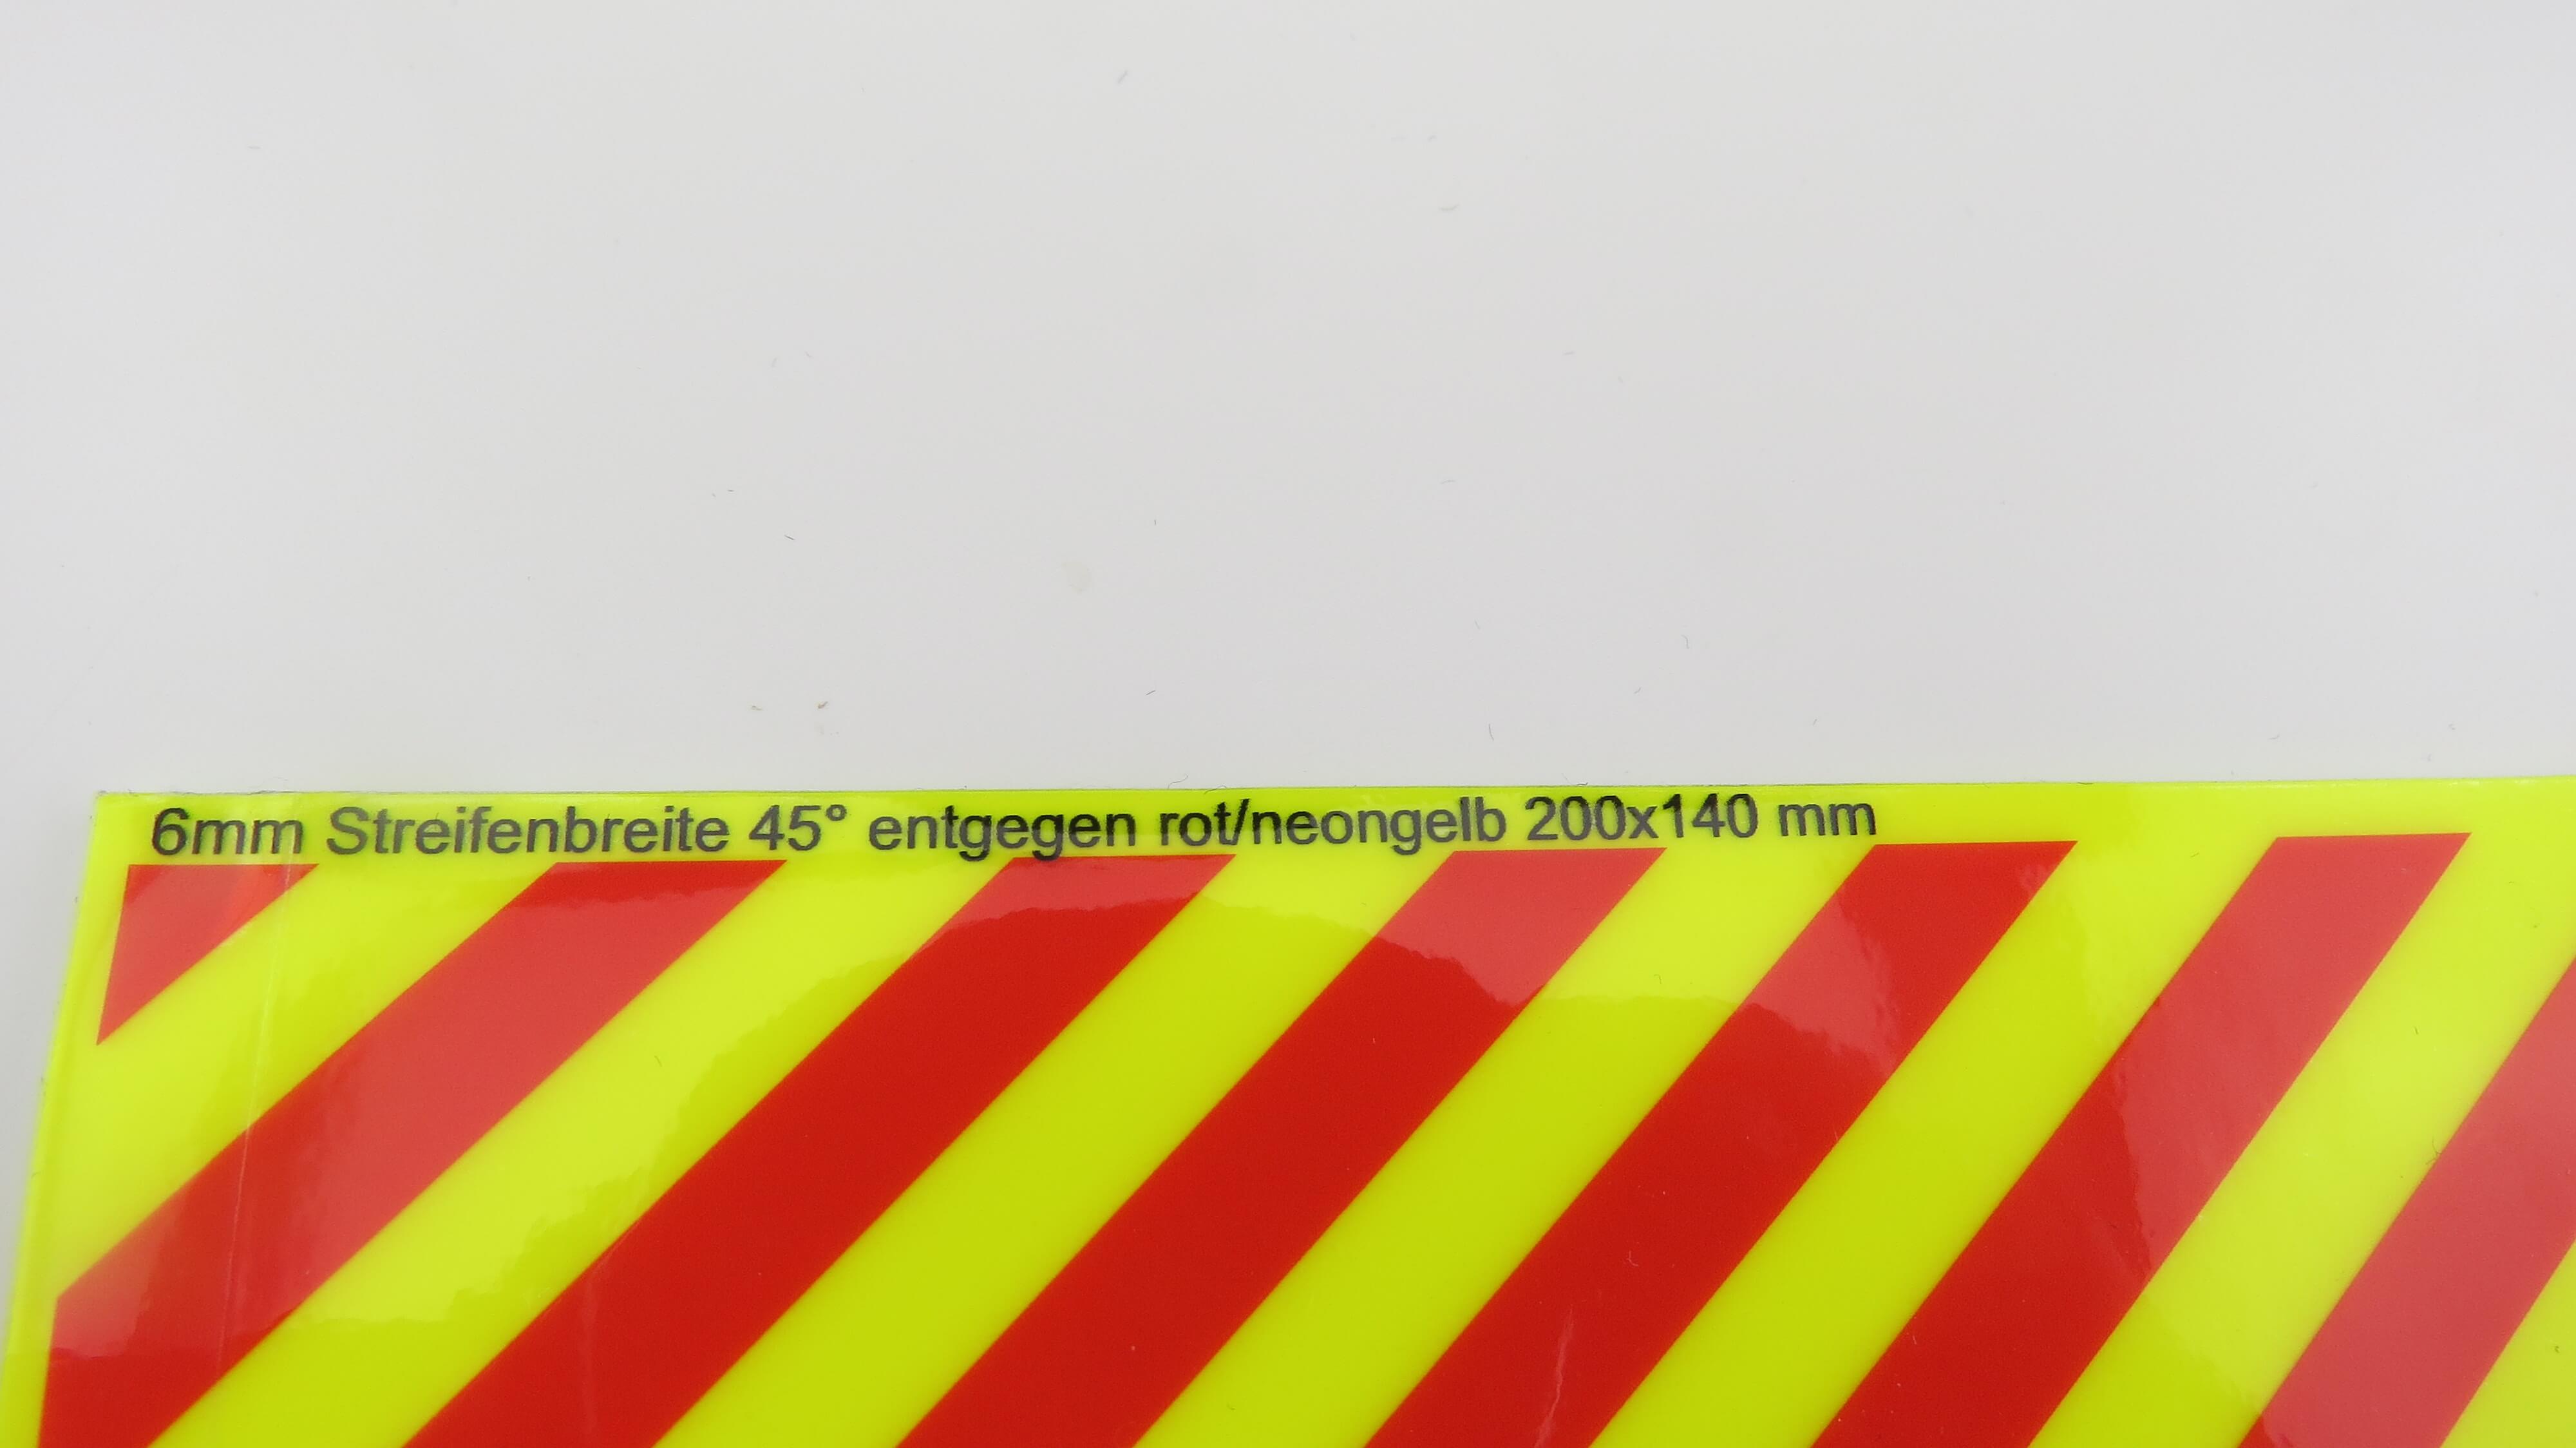 6mm Streifenbreite 45° entgegen rot/neongelb 200x140 mm